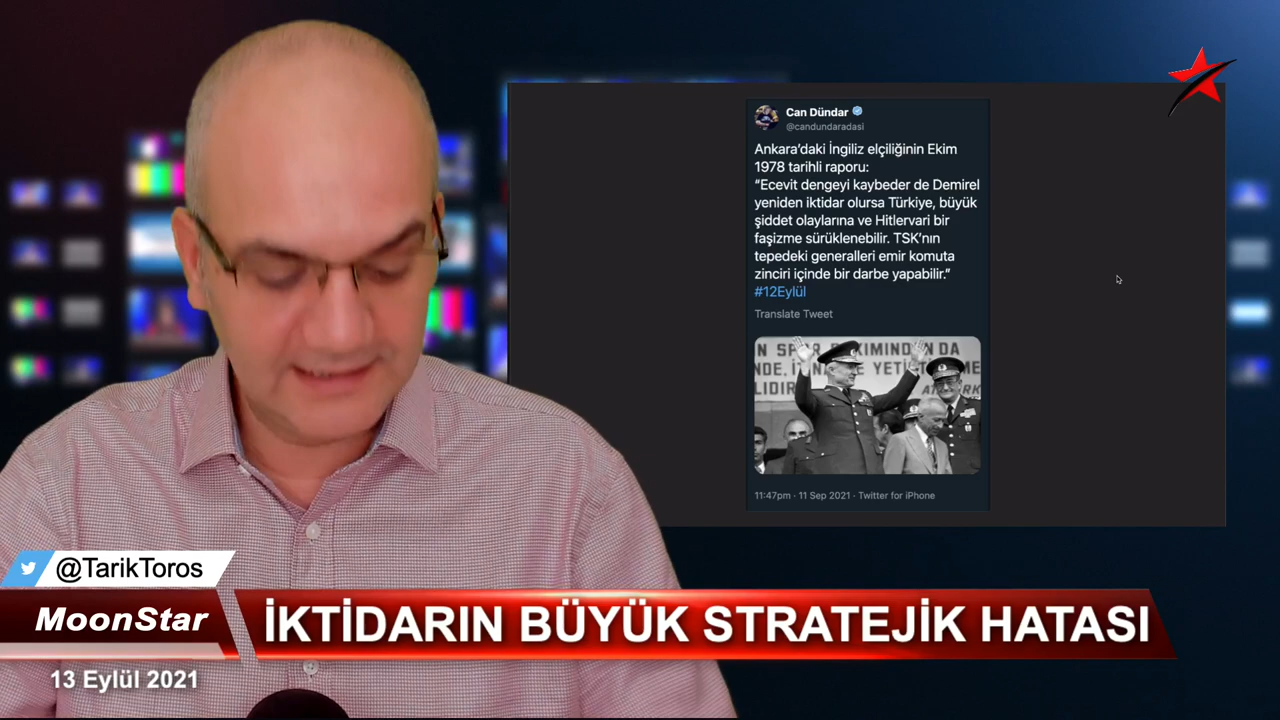 Can Dündar
@candundaradasi
Ankara'daki İngiliz elçiliğinin Ekim
1978 tarihli raporu:
“Ecevit dengeyi kaybeder de Demirel
yeniden iktidar olursa Türkiye, büyük
şiddet olaylarına ve Hitlervari bir
faşizme sürüklenebilir. TSK'nın
tepedeki generalleri emir komuta
zinciri içinde bir darbe yapabilir.”
#12Eylül
Translate Tweet
11:47pm · 11 Sep 2021 · Twitter for iPhone
@TarikToros
MoonStar
İKTİDARIN BÜYÜK STRATEJİK HATASI
13 Eylül 2021